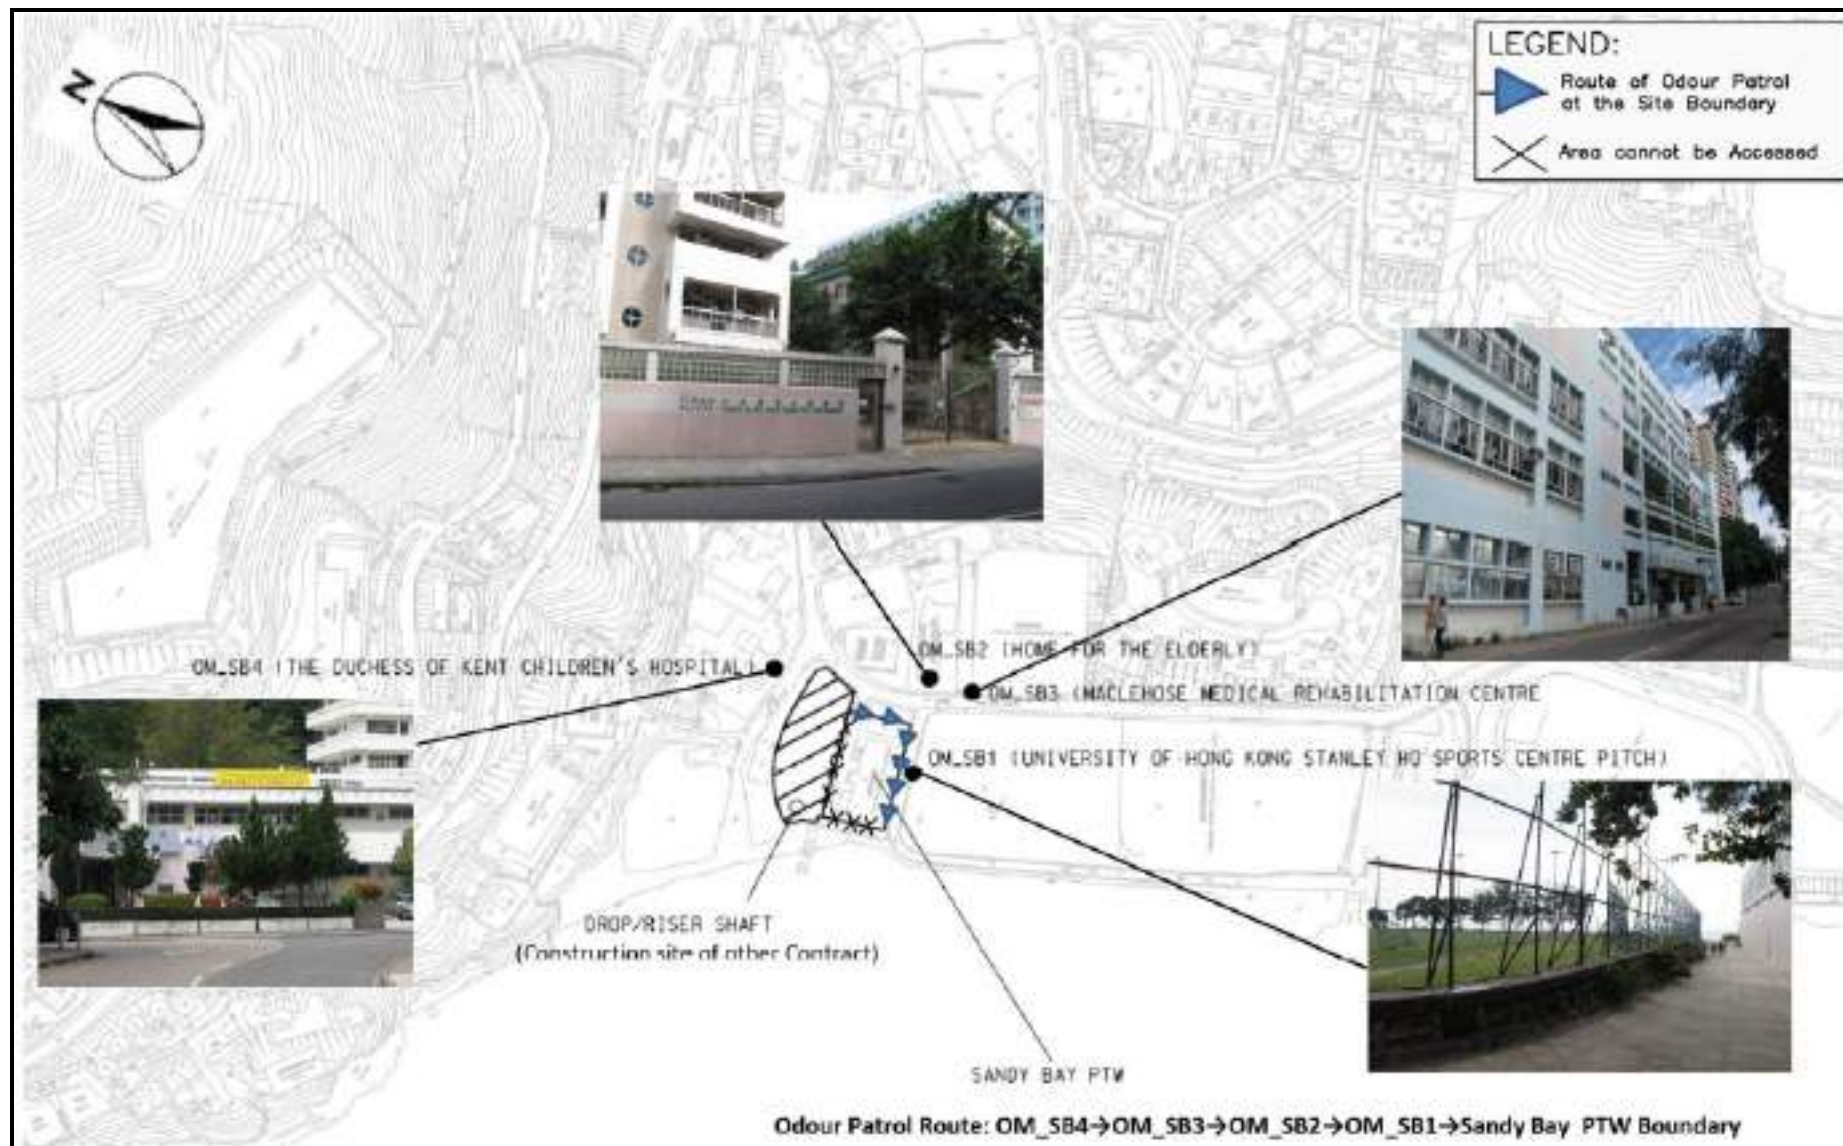 LEGEND:
Route of Odour Patrol
at the Site Boundary
Area cannot be Accessed
N
OM_SB2 (HOME FOR THE ELDERLY)
OM_SB4 (THE DUCHESS OF KENT CHILDREN'S HOSPITAL)
OM_SB3 (MACLEHOSE MEDICAL REHABILITATION CENTRE
OM_SB1 (UNIVERSITY OF HONG KONG STANLEY HO SPORTS CENTRE PITCH)
DROP/RISER SHAFT
(Construction site of other Contract)
SANDY BAY PTW
Odour Patrol Route: OM_SB4→OM_SB3→OM_SB2→OM_SB1→Sandy Bay PTW Boundary